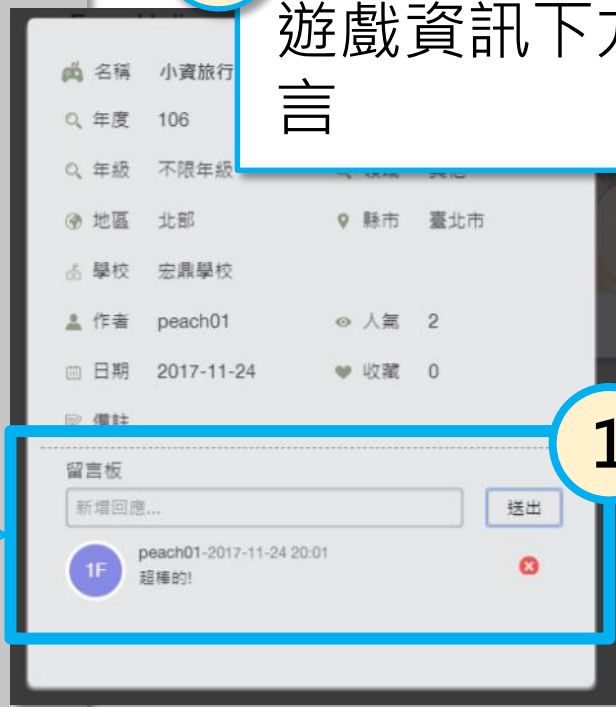 遊戲資訊下
言
名稱 小資旅行
年度 106
年級 不限年級
地區 北部 縣市 臺北市
學校 宏鼎學校
作者 peach01 人氣 2
日期 2017-11-24 收藏 0
備註
1
留言板
新增回應... 送出
1F peach01-2017-11-24 20:01
超棒的!